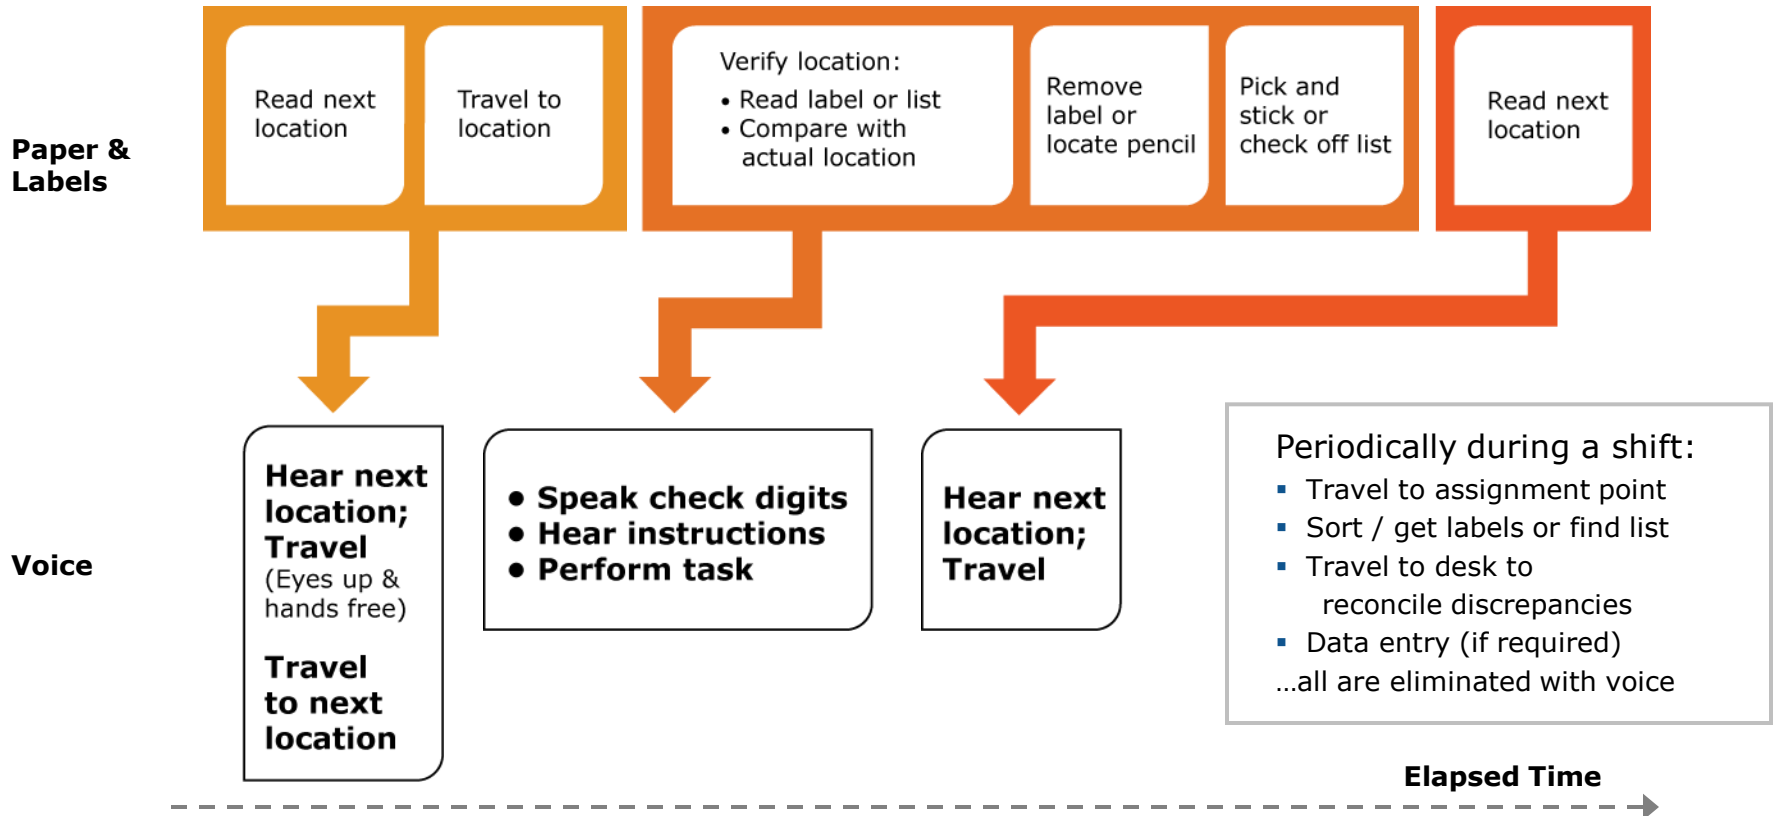 Paper &
Labels
Read next
location
Travel to
location
Verify location:
• Read label or list
• Compare with
actual location
Remove
label or
locate pencil
Pick and
stick or
check off list
Read next
location
Voice
Hear next
location;
Travel
(Eyes up &
hands free)
Travel
to next
location
• Speak check digits
• Hear instructions
• Perform task
Hear next
location;
Travel
Periodically during a shift:
▪ Travel to assignment point
▪ Sort / get labels or find list
▪ Travel to desk to
reconcile discrepancies
▪ Data entry (if required)
…all are eliminated with voice
Elapsed Time